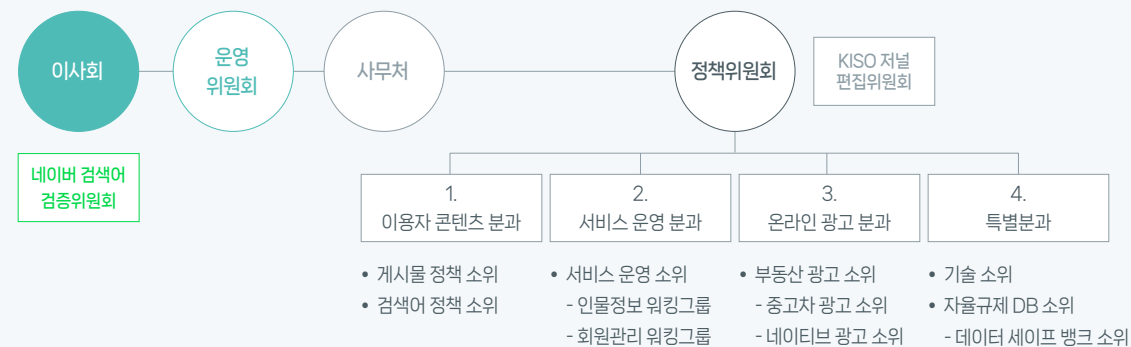 이사회
운영
위원회
사무처
정책위원회
KISO 저널
편집위원회
네이버 검색어
검증위원회
1.
이용자 콘텐츠 분과
• 게시물 정책 소위
• 검색어 정책 소위
2.
서비스 운영 분과
• 서비스 운영 소위
- 인물정보 워킹그룹
- 회원관리 워킹그룹
3.
온라인 광고 분과
• 부동산 광고 소위
- 중고차 광고 소위
- 네이티브 광고 소위
4.
특별분과
• 기술 소위
• 자율규제 DB 소위
- 데이터 세이프 뱅크 소위